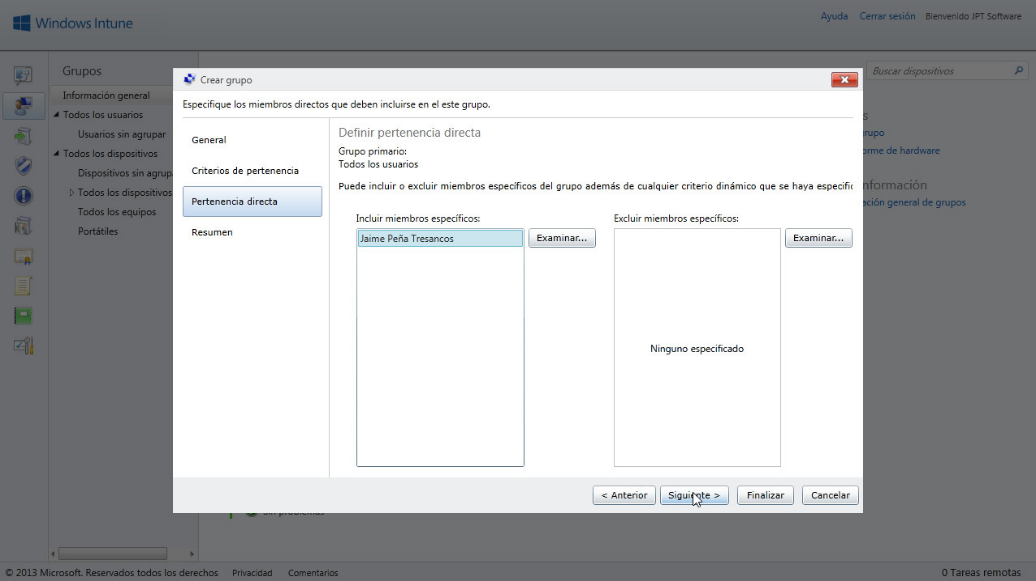 Windows Intune
Ayuda Cerrar sesión Bienvenido JPT Software
Grupos
Información general
Todos los usuarios
Usuarios sin agrupar
Todos los dispositivos
Dispositivos sin agrup
Todos los dispositivos
Todos los equipos
Portátiles
Buscar dispositivos
s
rupo
orme de hardware
nformación
ación general de grupos
Crear grupo
Especifique los miembros directos que deben incluirse en el este grupo.
General
Criterios de pertenencia
Pertenencia directa
Resumen
Definir pertenencia directa
Grupo primario:
Todos los usuarios
Puede incluir o excluir miembros específicos del grupo además de cualquier criterio dinámico que se haya especific
Incluir miembros específicos:
Jaime Peña Tresancos
Examinar...
Excluir miembros específicos:
Ninguno especificado
Examinar...
< Anterior
Siguiente >
Finalizar
Cancelar
© 2013 Microsoft. Reservados todos los derechos Privacidad Comentarios
0 Tareas remotas